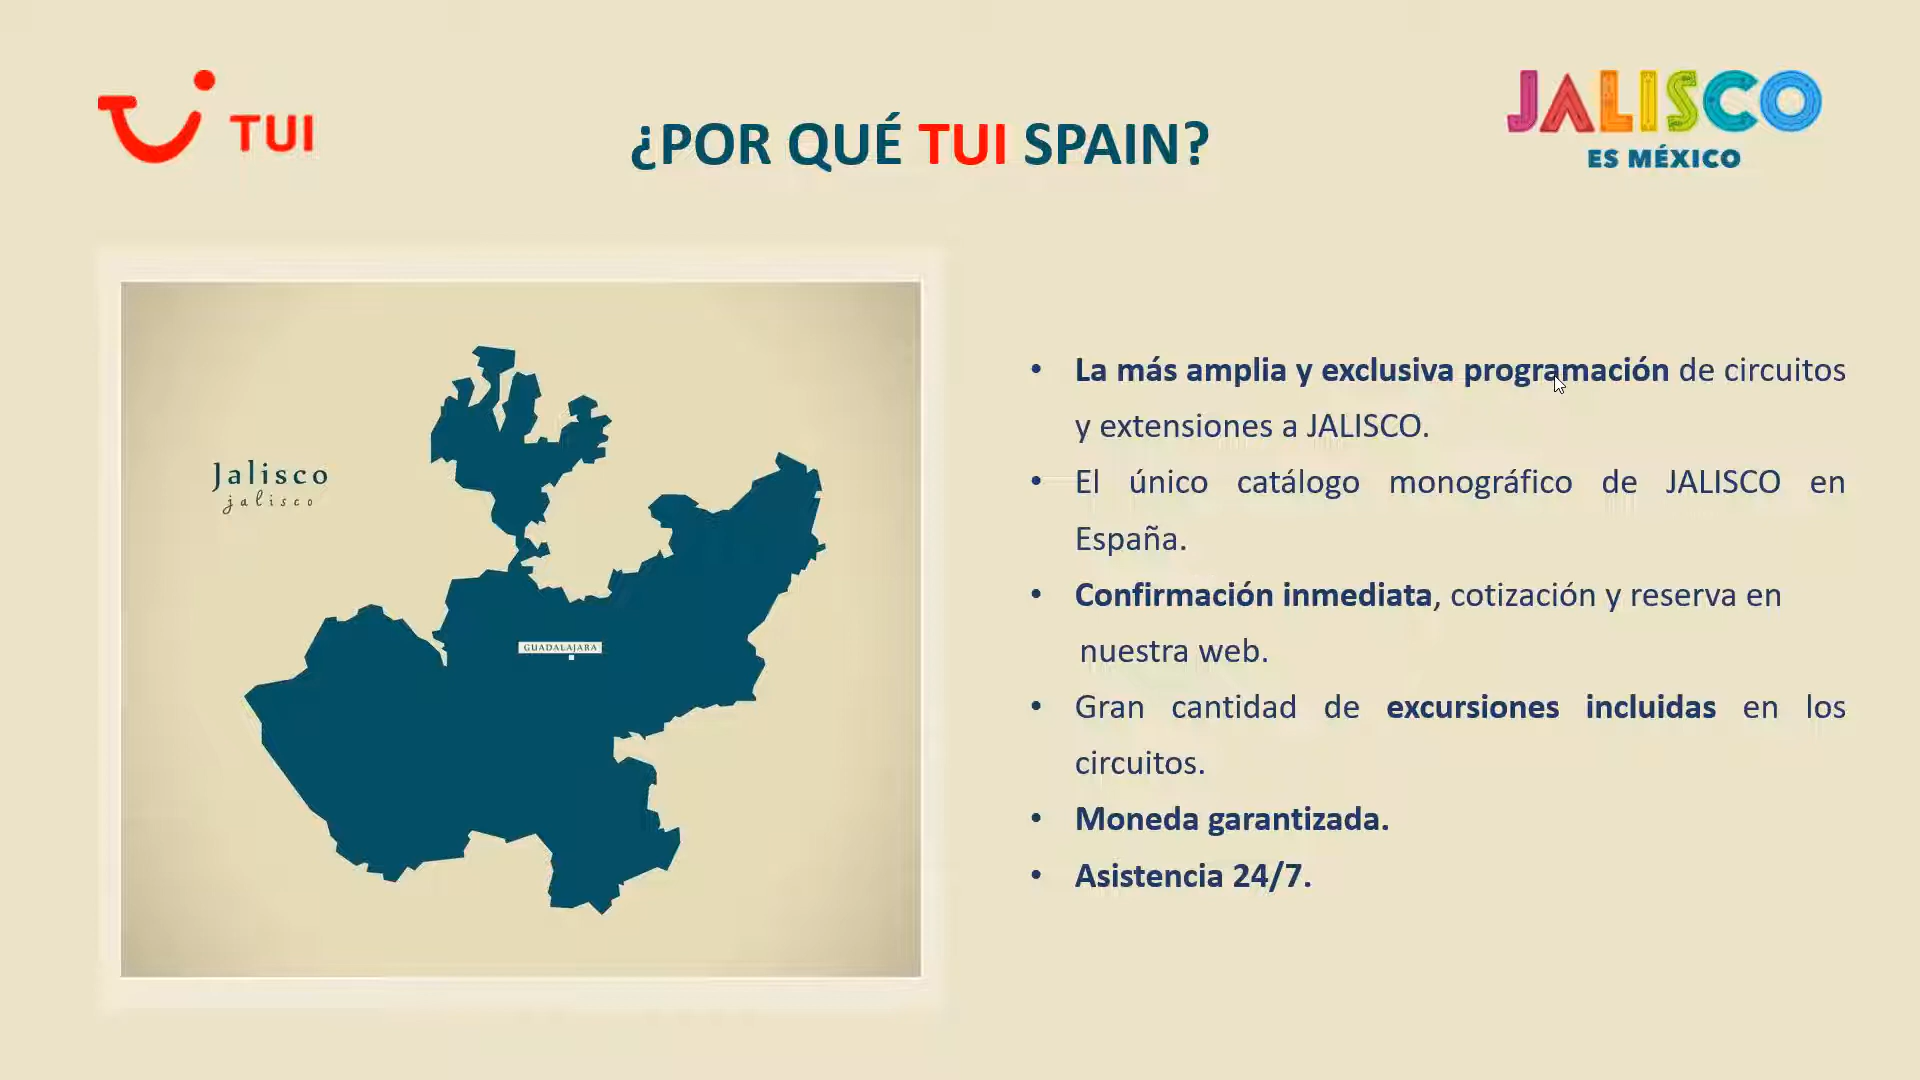 TUI
¿POR QUÉ TUI SPAIN?
JALISCO
ES MÉXICO
Jalisco
jalisco
GUADALAJARA
• La más amplia y exclusiva programación de circuitos
y extensiones a JALISCO.
• El único catálogo monográfico de JALISCO en
España.
• Confirmación inmediata, cotización y reserva en
nuestra web.
• Gran cantidad de excursiones incluidas en los
circuitos.
• Moneda garantizada.
• Asistencia 24/7.